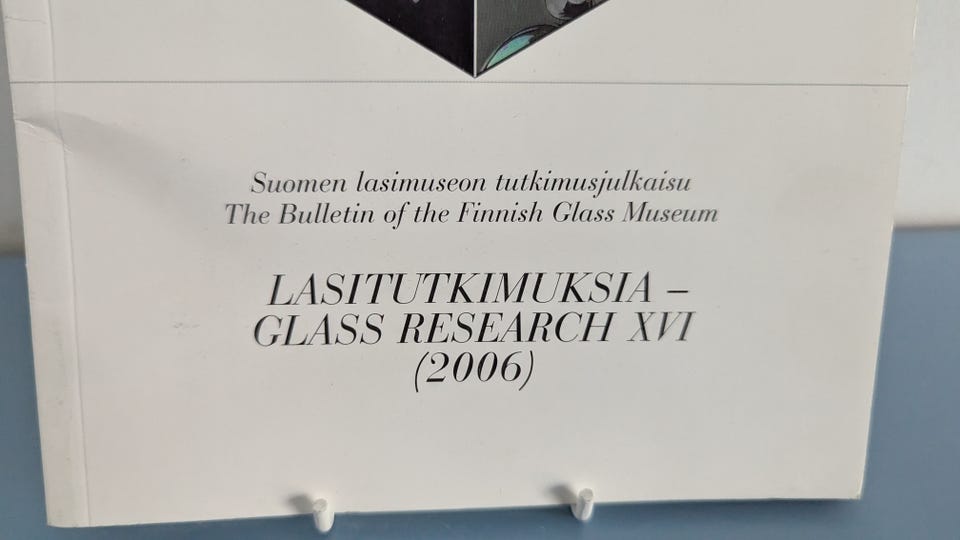 Suomen lasimuseon tutkimusjulkaisu
The Bulletin of the Finnish Glass Museum
LASITUTKIMUKSIA –
GLASS RESEARCH XVI
(2006)